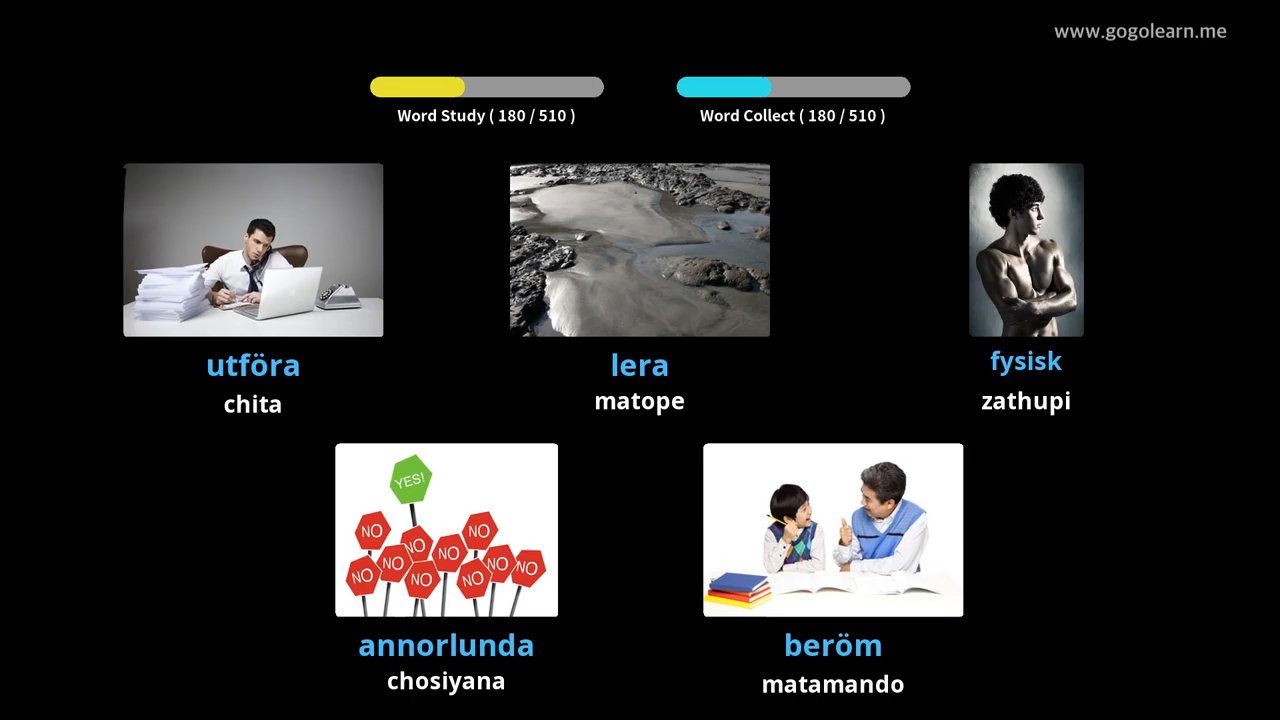 www.gogolearn.me
Word Study ( 180 / 510 )
Word Collect ( 180 / 510 )
utföra
chita
lera
matope
fysisk
zathupi
YES!
NO
NO
NO
NO
NO
NO
NO
NO
NO
NO
annorlunda
chosiyana
beröm
matamando